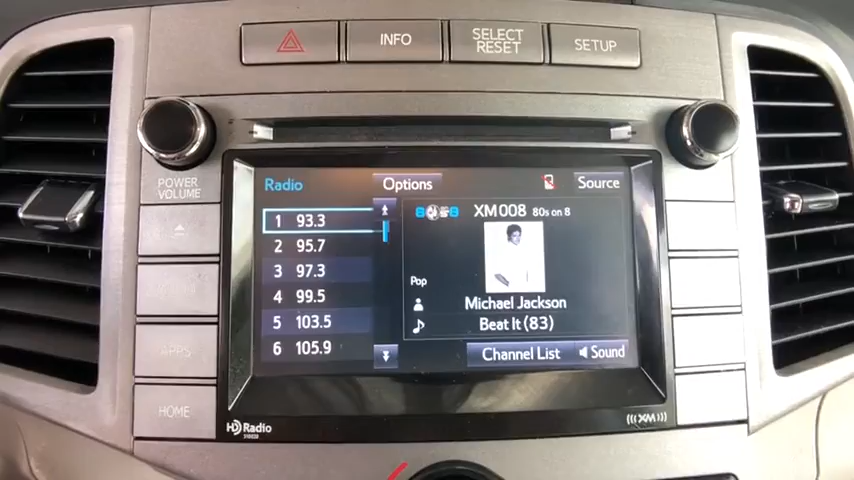 INFO
SELECT
RESET
SETUP
POWER
VOLUME
Radio
Options
Source
1 93.3
2 95.7
3 97.3
4 99.5
5 103.5
6 105.9
XM008 80s on 8
Pop
Michael Jackson
Beat It (83)
Channel List
Sound
APPS
HOME
HD Radio
XM